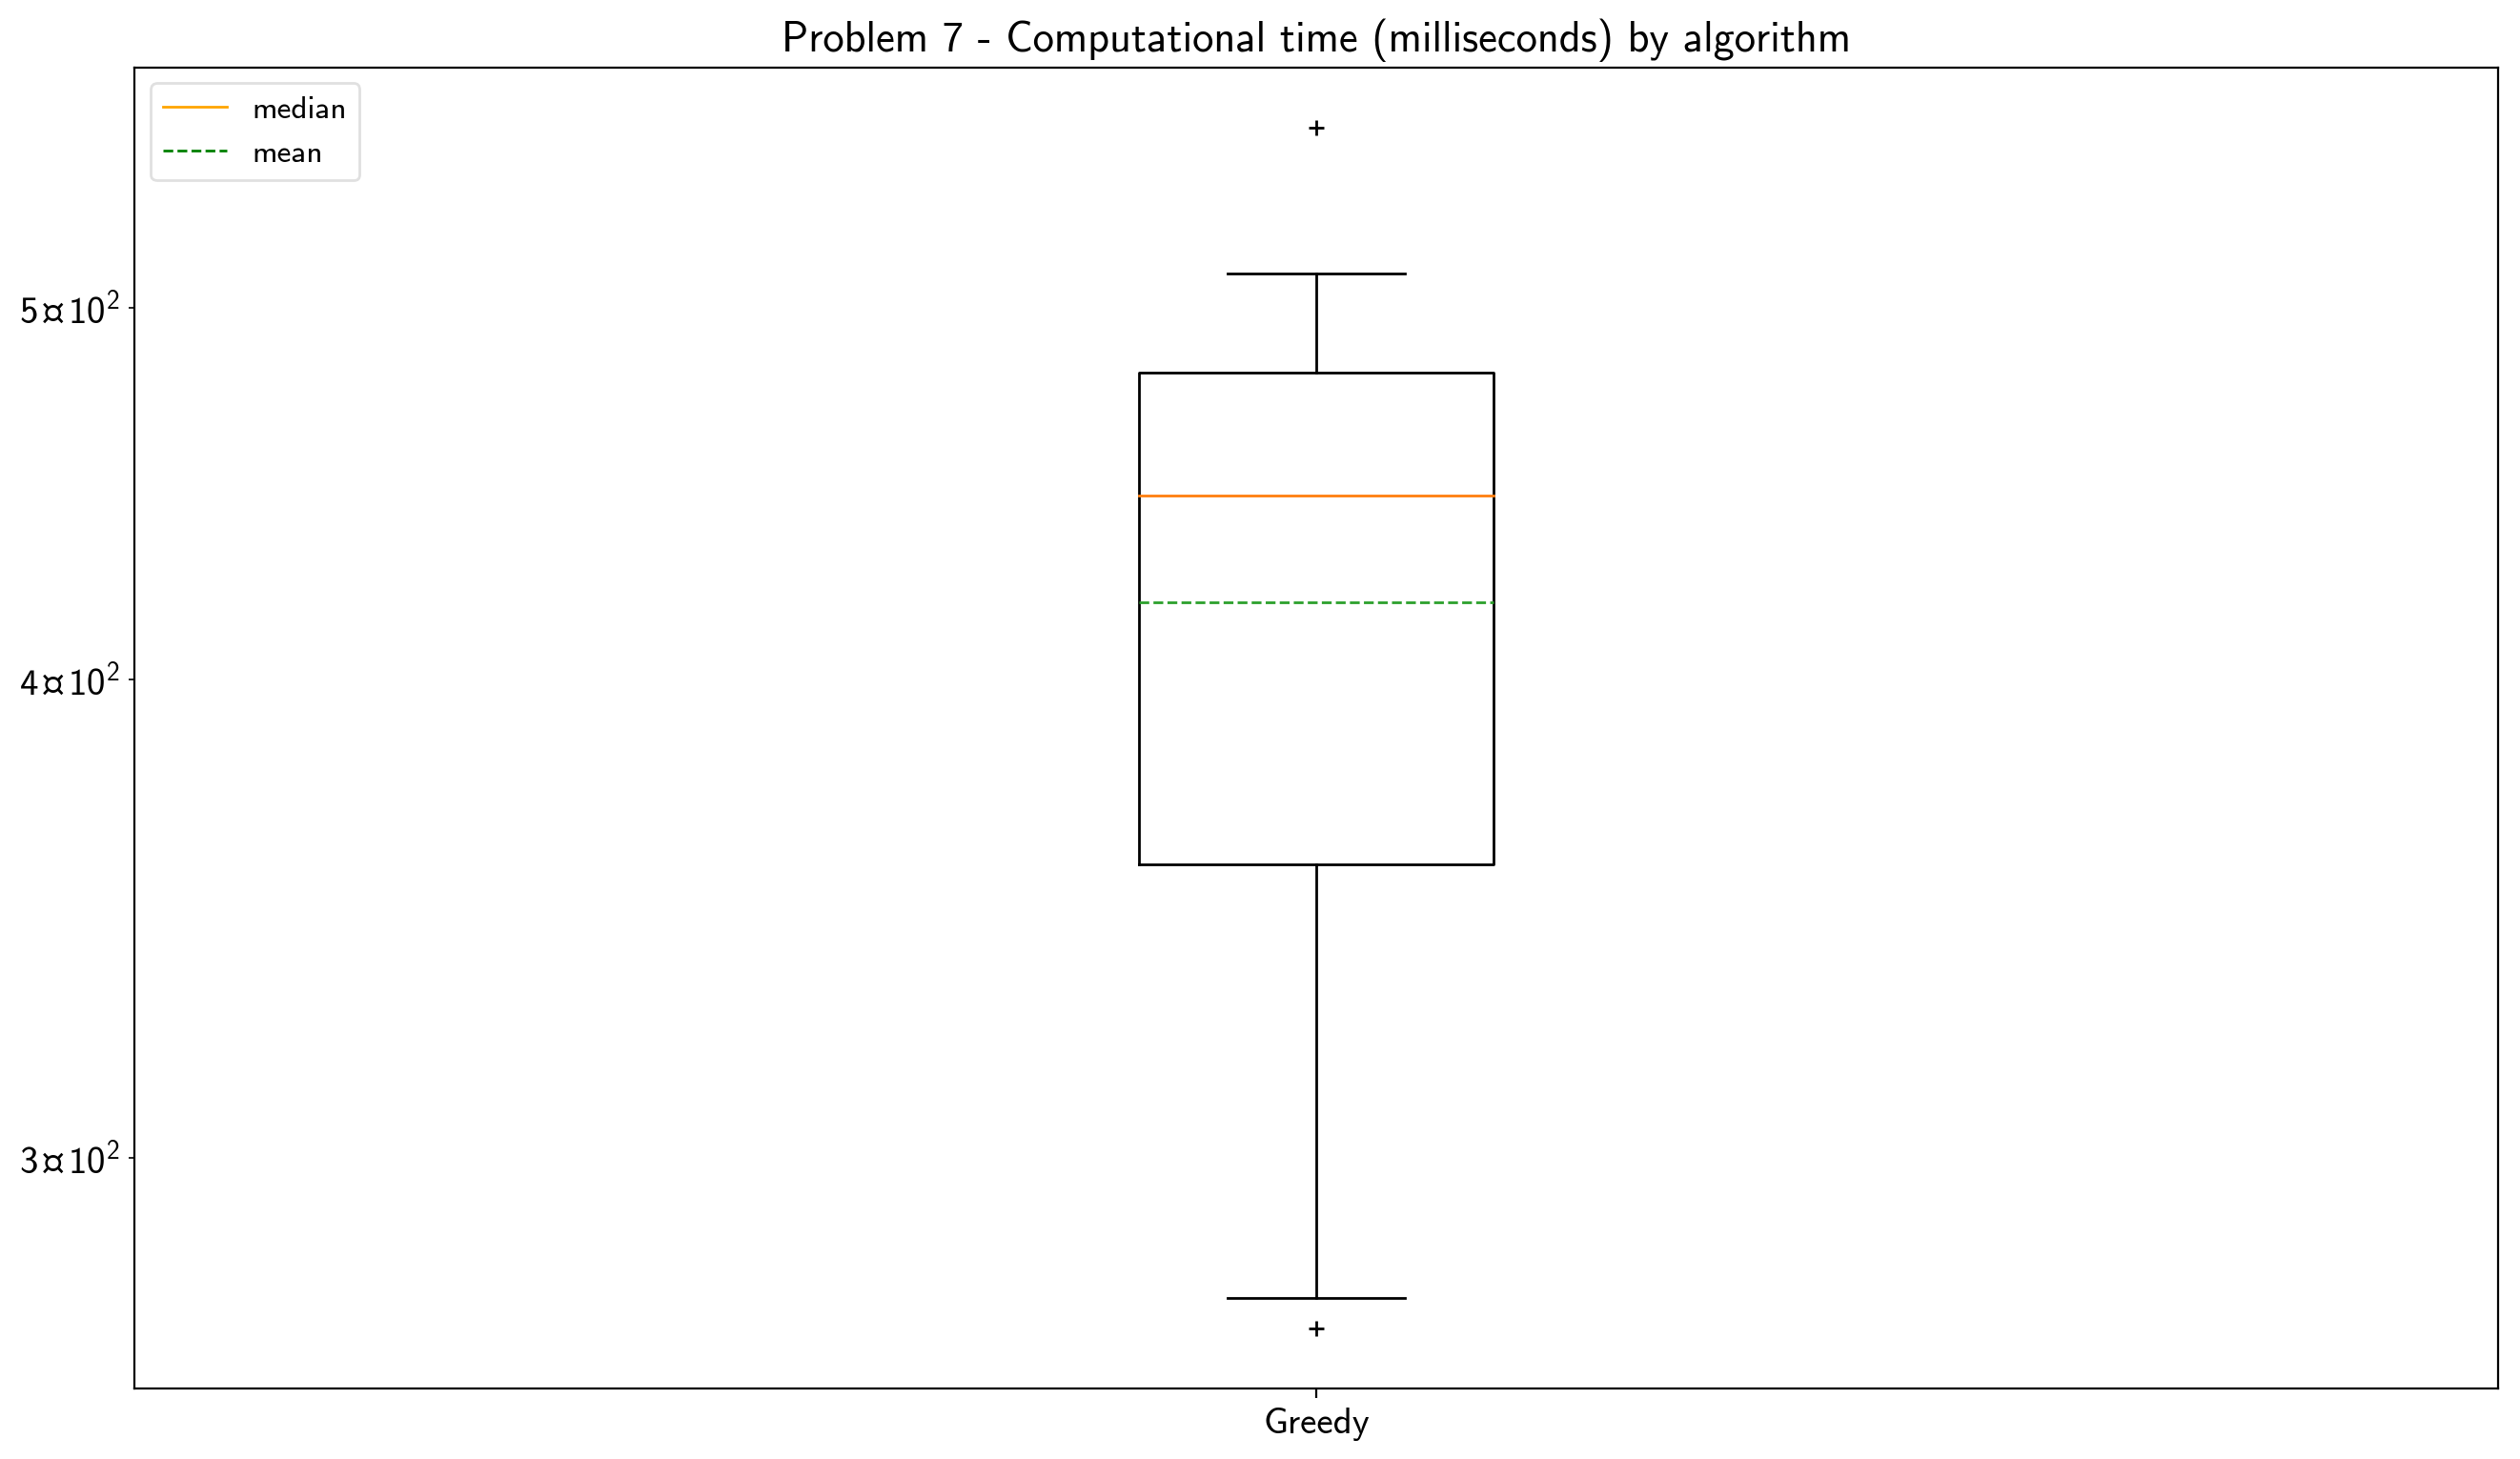 Problem 7 - Computational time (milliseconds) by algorithm
median
mean
5¤10²
4¤10²
3¤10²
Greedy